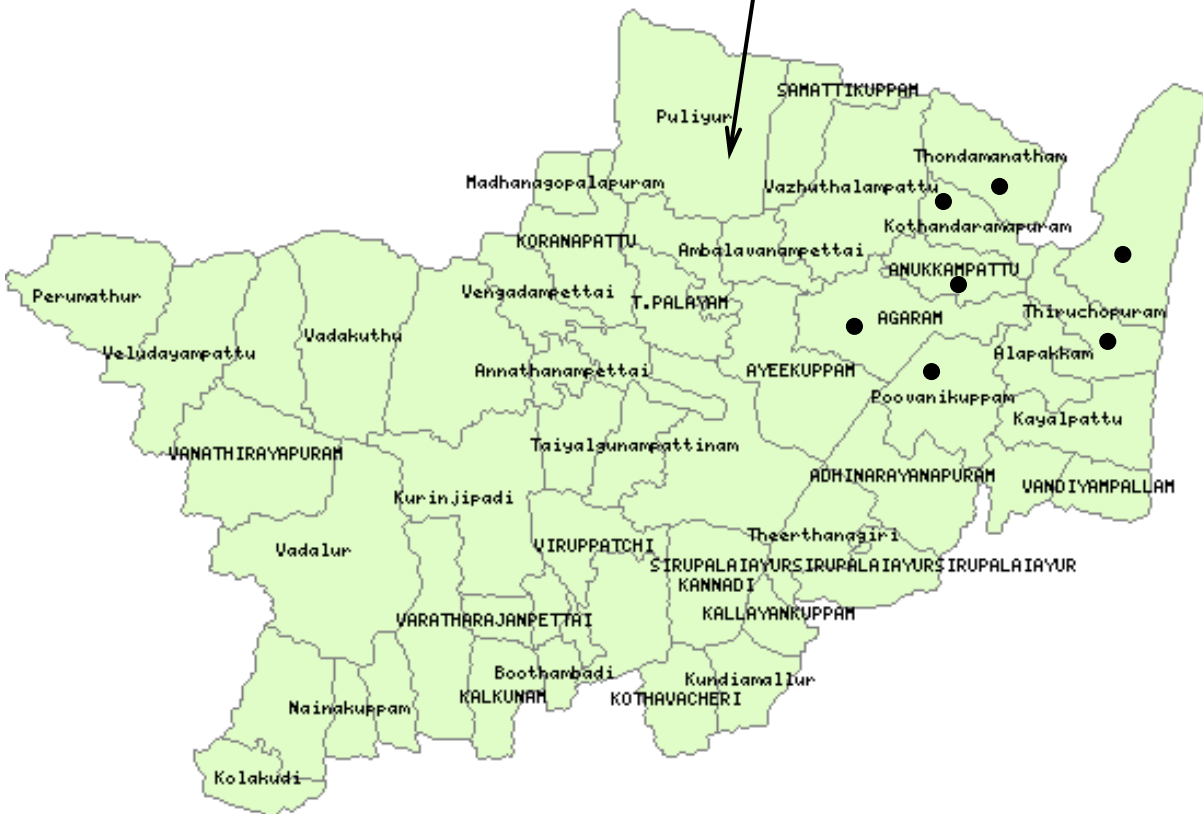 SAMATTIKUPPAM
Puliyur
Thondamanatham
Madhanagopalapuram
Vazhuthalampattu
Kothandaramapuram
KORANAPATTU
Ambalavanampettai
ANUKKAMPATTU
Perumathur
Vengadampettai
T.PALAYAM
Thiruchopuram
AGARAM
Vadakuthu
Veludayampattu
Alapakkam
Annathanampettai
AYEEKUPPAM
Poovanikuppam
Kayalpattu
Taiyalgunampattinam
VANATHIRAYAPURAM
ADHINARAYANAPURAM
VANDIYAMPALLAM
Kurinjipadi
Theerthanagiri
VIRUPPATCHI
Vadalur
SIRUPALAIAYURSIRUPALAIAYURSIRUPALAIAYUR
KANNADI
KALLAYANKUPPAM
VARATHARAJANPETTAI
Boothambadi
Kundiamallur
KALKUNAM
KOTHAVACHERI
Nainakuppam
Kolakudi